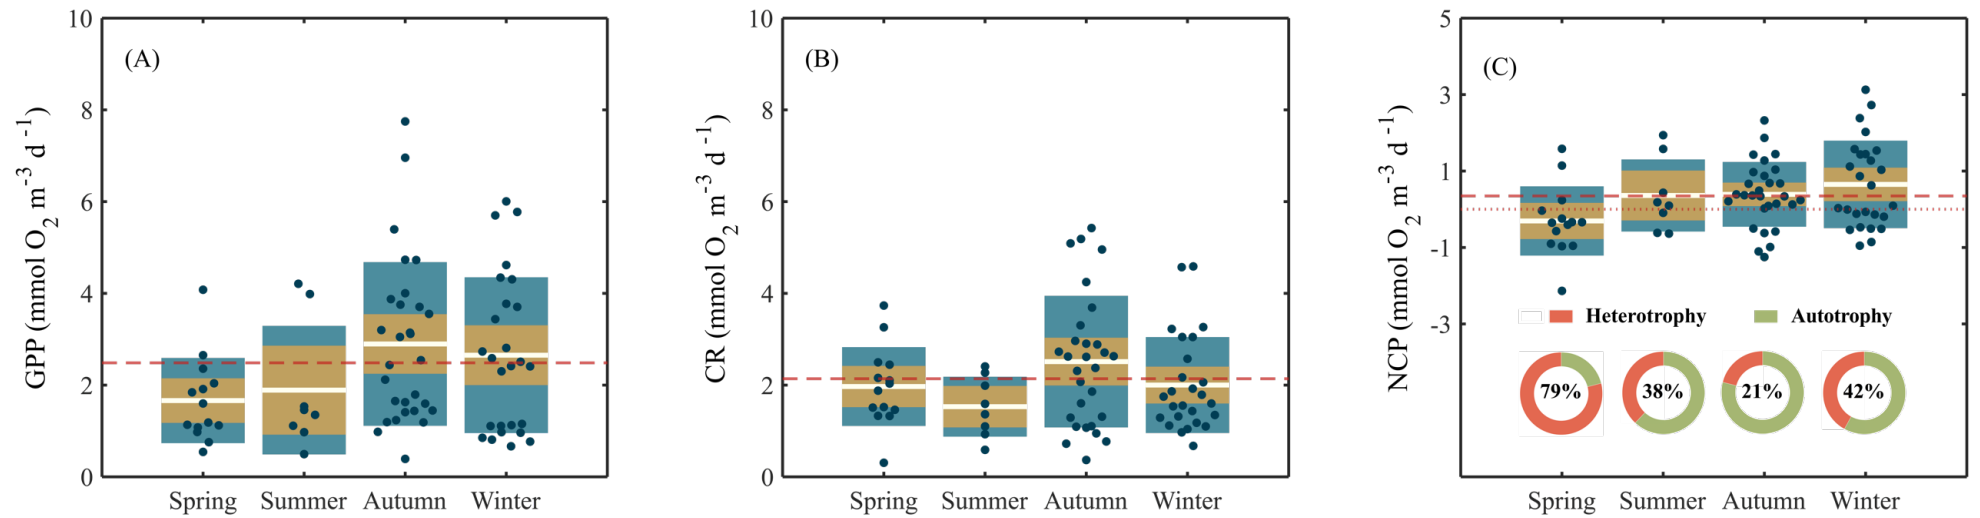 (A)
GPP (mmol O2 m-3 d-1)
10
8
6
4
2
0
Spring Summer Autumn Winter
(B)
CR (mmol O2 m-3 d-1)
10
8
6
4
2
0
Spring Summer Autumn Winter
(C)
NCP (mmol O2 m-3 d-1)
5
3
1
-1
-3
Heterotrophy Autotrophy
79% 38% 21% 42%
Spring Summer Autumn Winter